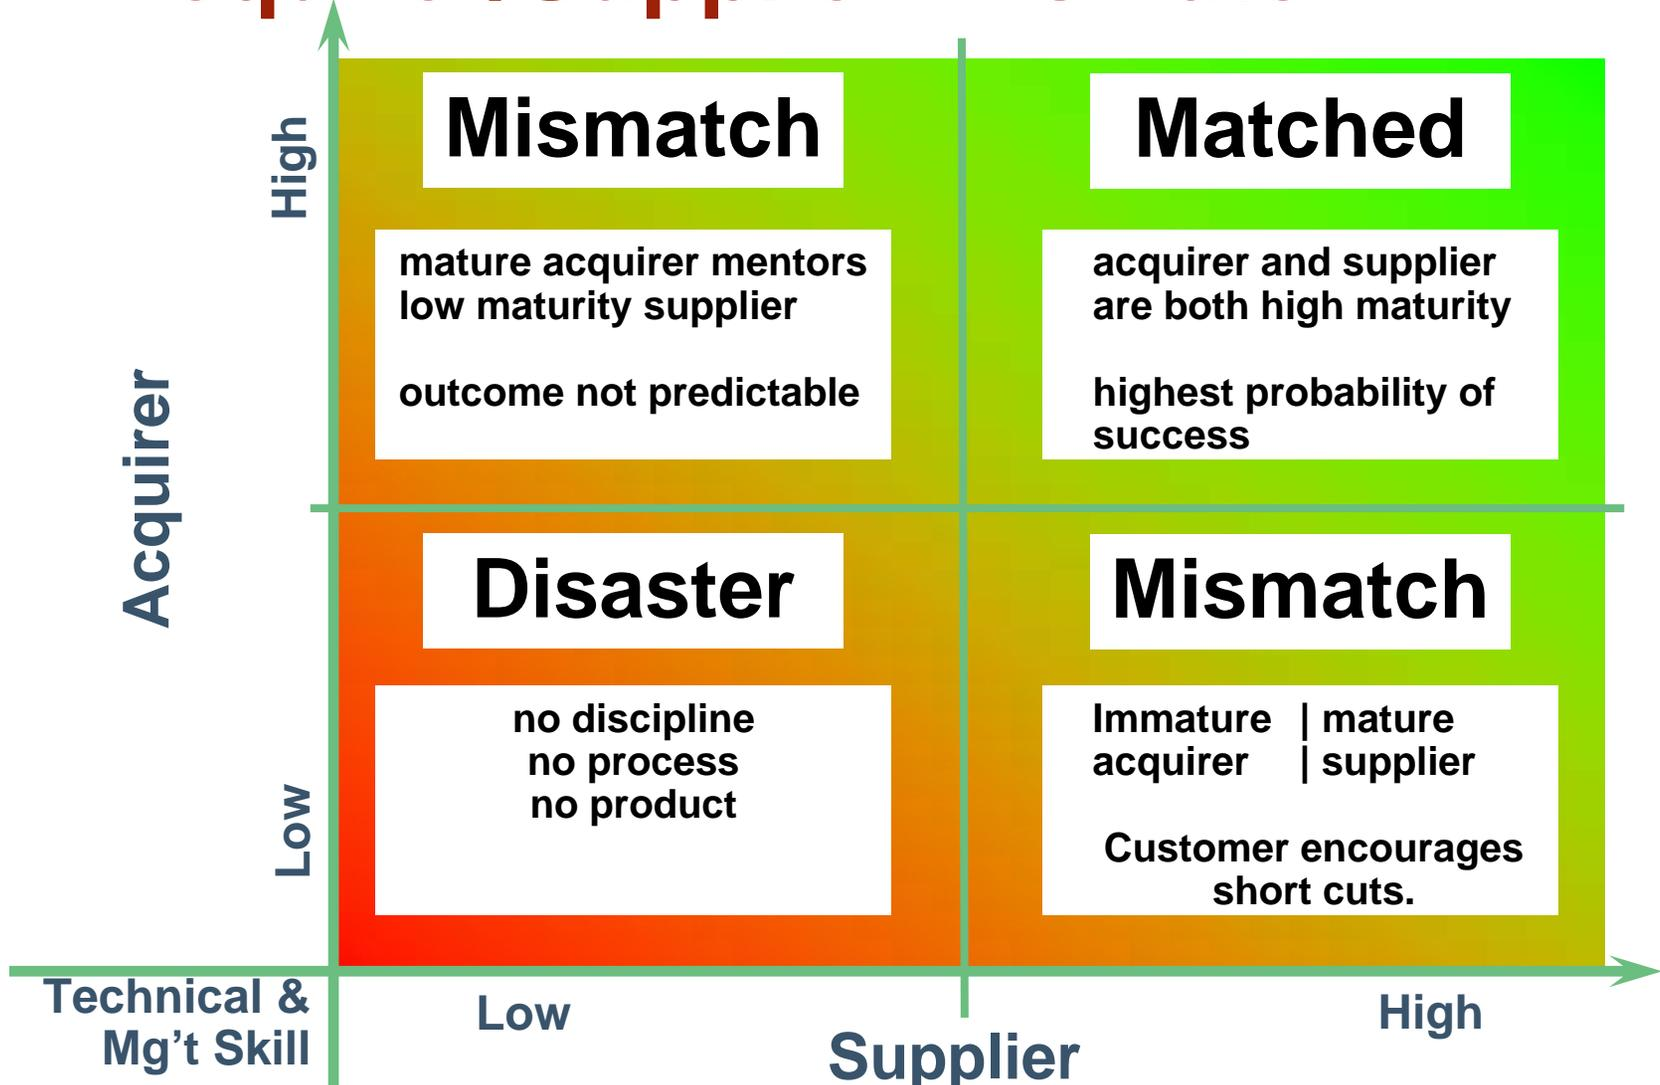 High
Mismatch
Matched
mature acquirer mentors
low maturity supplier
outcome not predictable
acquirer and supplier
are both high maturity
highest probability of
success
Acquirer
Disaster
Mismatch
no discipline
no process
no product
Immature | mature
acquirer | supplier
Customer encourages
short cuts.
Low
Technical &
Mg’t Skill
Low
High
Supplier